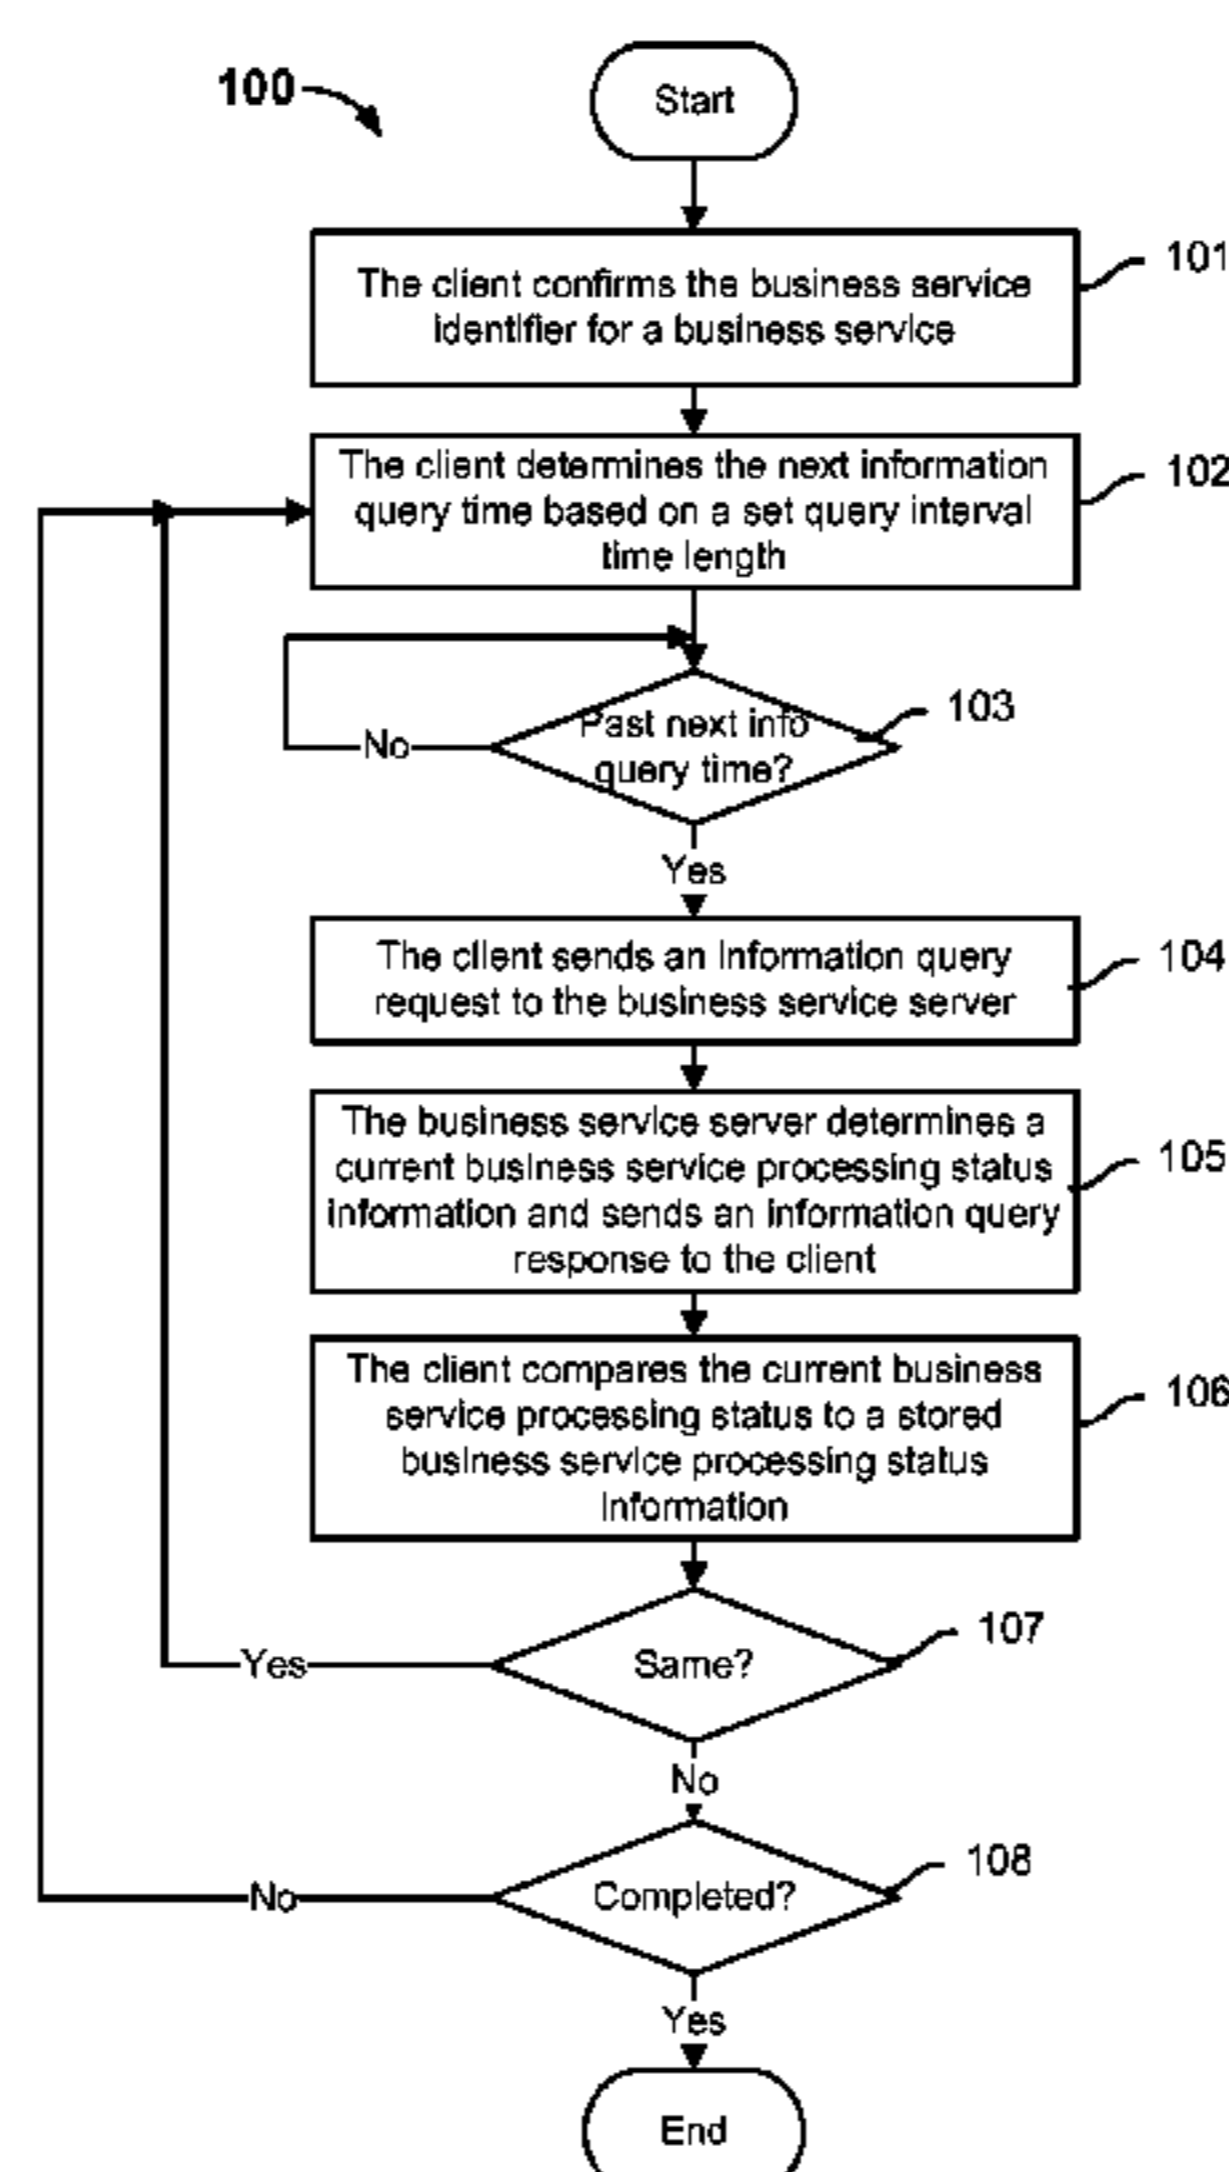 100
Start
The client confirms the business service
identifier for a business service
101
The client determines the next information
query time based on a set query interval
time length
102
Past next info
query time?
103
No
Yes
The client sends an information query
request to the business service server
104
The business service server determines a
current business service processing status
information and sends an information query
response to the client
105
The client compares the current business
service processing status to a stored
business service processing status
Information
106
Same?
107
Yes
No
Completed?
108
No
Yes
End